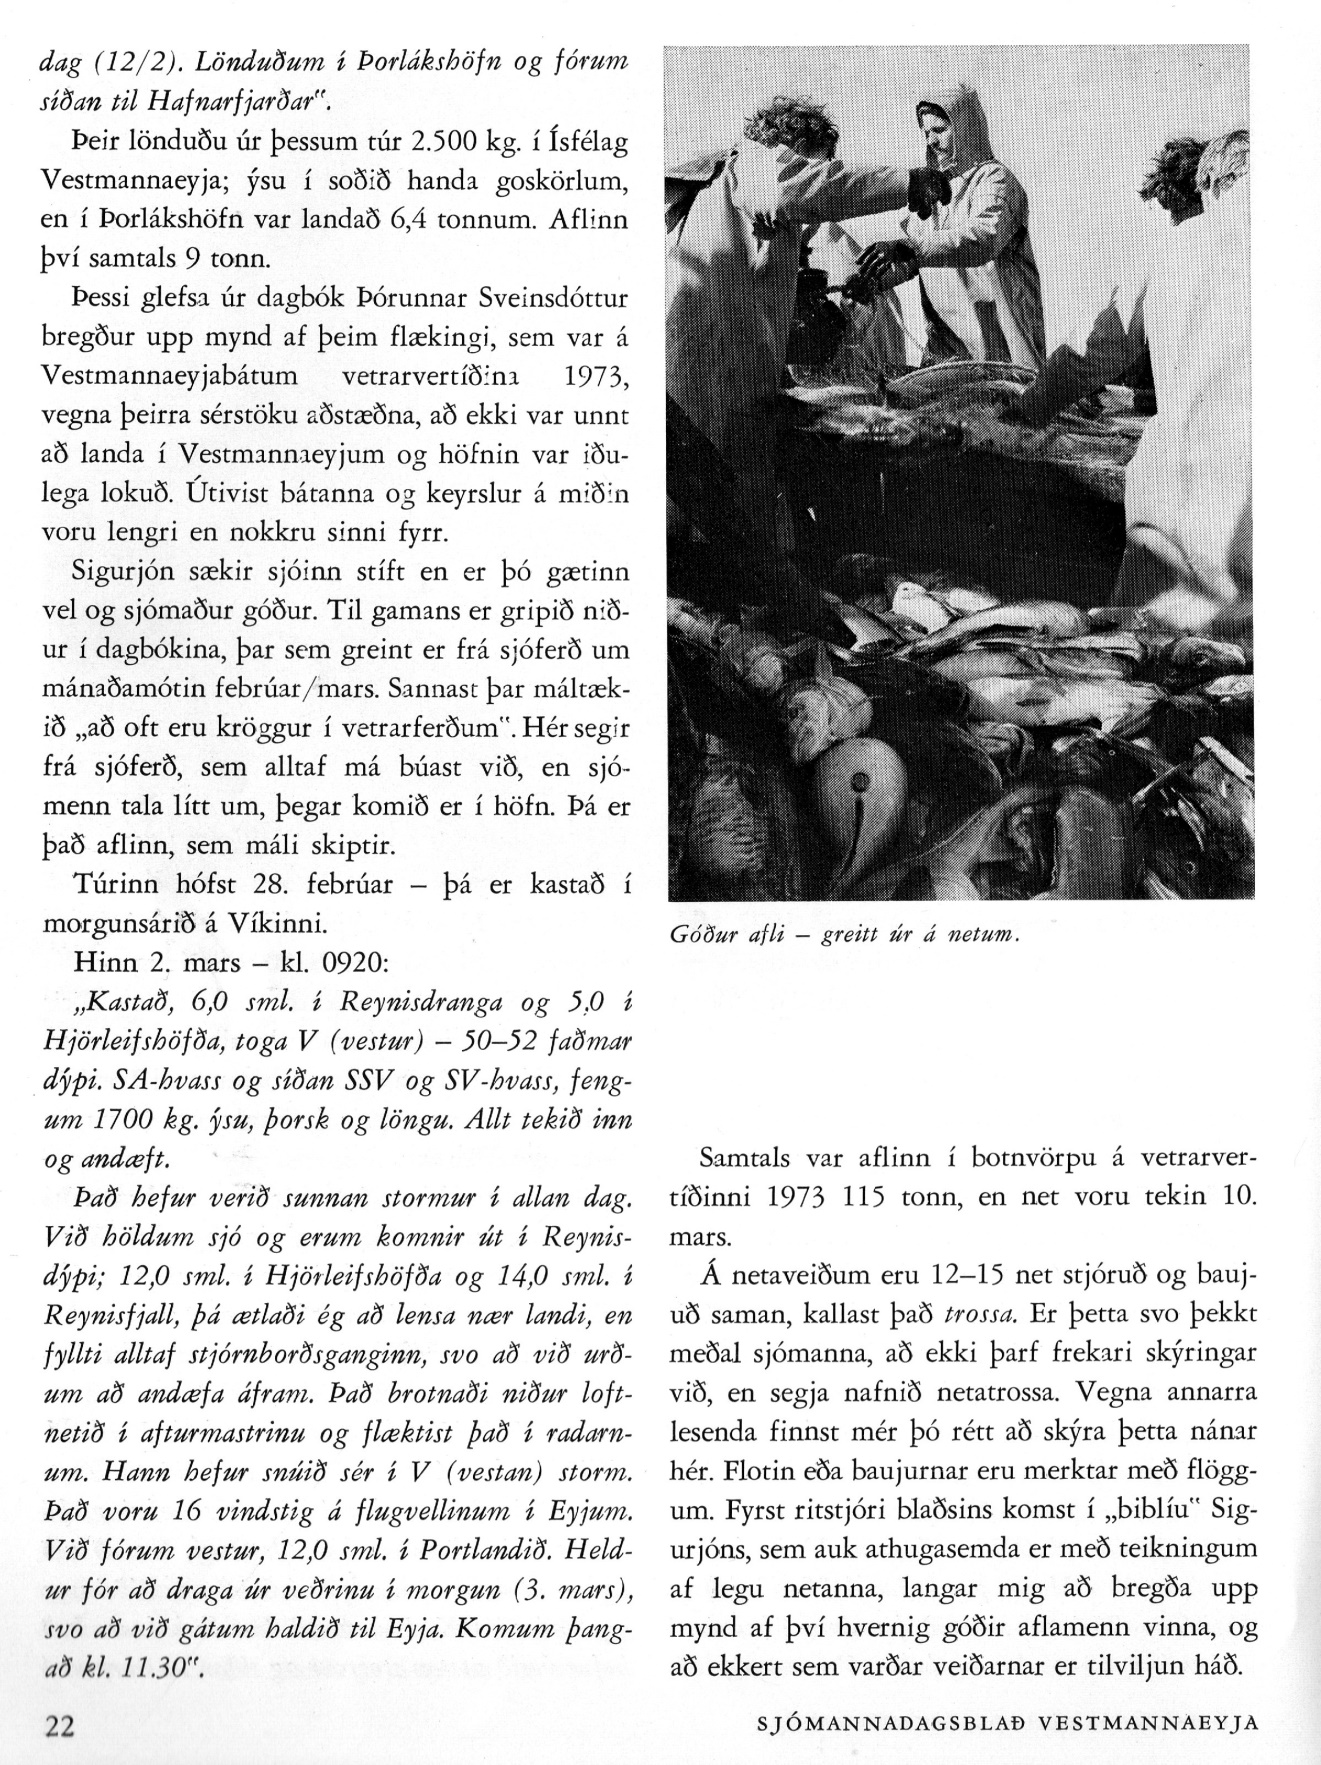 dag (12/2). Lönduðum í Þorlákshöfn og fórum
síðan til Hafnarfjarðar".
Þeir lönduðu úr þessum túr 2.500 kg. í Ísfélag
Vestmannaeyja; ýsu í soðið handa goskörlum,
en í Þorlákshöfn var landað 6,4 tonnum. Aflinn
því samtals 9 tonn.
Þessi glefsa úr dagbók Þórunnar Sveinsdóttur
bregður upp mynd af þeim flækingi, sem var á
Vestmannaeyjabátum vetrarvertíðina 1973,
vegna þeirra sérstöku aðstæðna, að ekki var unnt
að landa í Vestmannaeyjum og höfnin var iðu-
lega lokuð. Útivist bátanna og keyrslur á miðin
voru lengri en nokkru sinni fyrr.
Sigurjón sækir sjóinn stíft en er þó gætinn
vel og sjómaður góður. Til gamans er gripið nið-
ur í dagbókina, þar sem greint er frá sjóferð um
mánaðamótin febrúar/mars. Sannast þar máltæk-
ið „að oft eru kröggur í vetrarferðum". Hér segir
frá sjóferð, sem alltaf má búast við, en sjó-
menn tala lítt um, þegar komið er í höfn. Þá er
það aflinn, sem máli skiptir.
Túrinn hófst 28. febrúar – þá er kastað í
morgunsárið á Víkinni.
Hinn 2. mars – kl. 0920:
„Kastað, 6,0 sml. í Reynisdranga og 5,0 í
Hjörleifshöfða, toga V (vestur) – 50–52 faðmar
dýpi. SA-hvass og síðan SSV og SV-hvass, feng-
um 1700 kg. ýsu, þorsk og löngu. Allt tekið inn
og andæft.
Það hefur verið sunnan stormur í allan dag.
Við höldum sjó og erum komnir út í Reynis-
dýpi; 12,0 sml. í Hjörleifshöfða og 14,0 sml. í
Reynisfjall, þá ætlaði ég að lensa nær landi, en
fyllti alltaf stjórnborðsganginn, svo að við urð-
um að andæfa áfram. Það brotnaði niður loft-
netið í afturmastrinu og flæktist það í radarn-
um. Hann hefur snúið sér í V (vestan) storm.
Það voru 16 vindstig á flugvellinum í Eyjum.
Við fórum vestur, 12,0 sml. í Portlandið. Held-
ur fór að draga úr veðrinu í morgun (3. mars),
svo að við gátum haldið til Eyja. Komum þang-
að kl. 11.30".
Góður afli – greitt úr á netum.
Samtals var aflinn í botnvörpu á vetrarver-
tíðinni 1973 115 tonn, en net voru tekin 10.
mars.
Á netaveiðum eru 12–15 net stjóruð og bauj-
uð saman, kallast það trossa. Er þetta svo þekkt
meðal sjómanna, að ekki þarf frekari skýringar
við, en segja nafnið netatrossa. Vegna annarra
lesenda finnst mér þó rétt að skýra þetta nánar
hér. Flotin eða baujurnar eru merktar með flögg-
um. Fyrst ritstjóri blaðsins komst í „biblíu" Sig-
urjóns, sem auk athugasemda er með teikningum
af legu netanna, langar mig að bregða upp
mynd af því hvernig góðir aflamenn vinna, og
að ekkert sem varðar veiðarnar er tilviljun háð.
22
SJÓMANNADAGSBLAÐ VESTMANNAEYJA